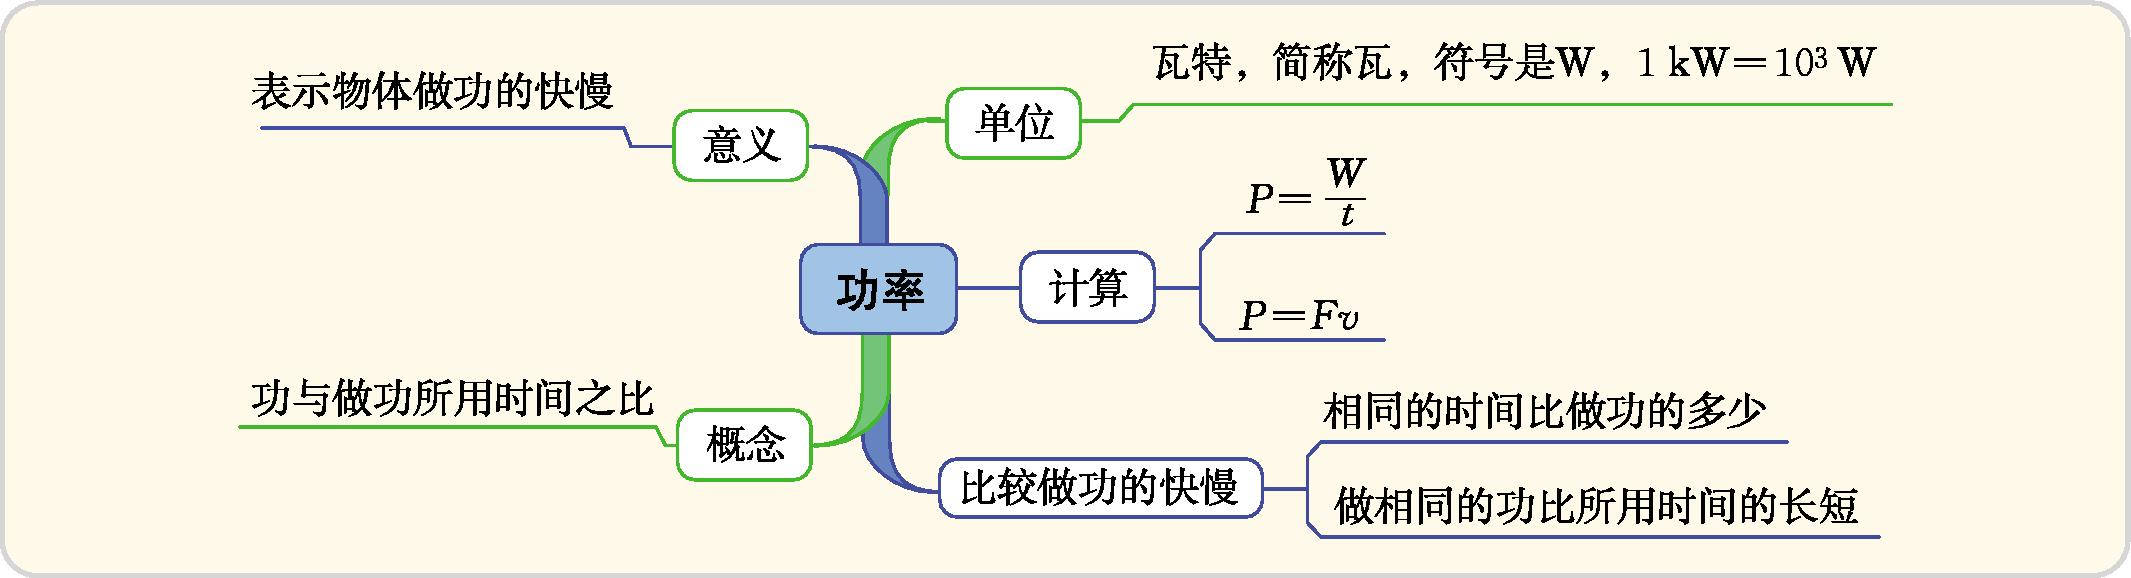 表示物体做功的快慢
意义
功与做功所用时间之比
概念
功率
单位
瓦特，简称瓦，符号是W，1 kW＝10³ W
计算
P＝W/t
P＝Fv
比较做功的快慢
相同的时间比做功的多少
做相同的功比所用时间的长短